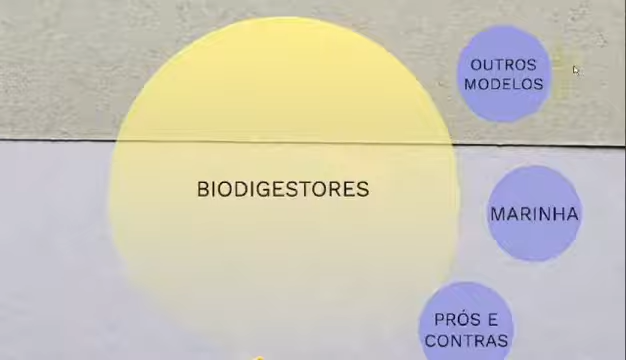 OUTROS
MODELOS
BIODIGESTORES
MARINHA
PRÓS E
CONTRAS